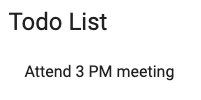 Todo List
Attend 3 PM meeting